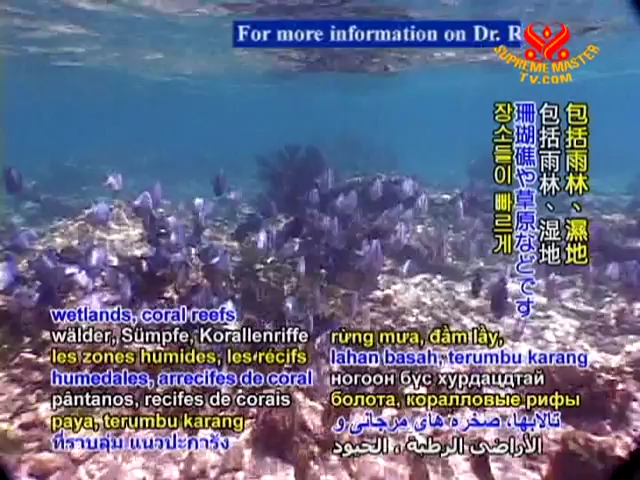 For more information on Dr. R
SUPREME MASTER
TV.COM
包括雨林、濕地
包括雨林、湿地
珊瑚礁や草原などです
장소들이 빠르게
wetlands, coral reefs
wälder, Sümpfe, Korallenriffe
les zones humides, les récifs
humedales, arrecifes de coral
pântanos, recifes de corais
paya, terumbu karang
ที่ราบลุ่ม แนวปะการัง
rừng mưa, đầm lầy,
lahan basah, terumbu karang
ногоон бүс хурдацдтай
болота, коралловые рифы
تالابها، صخره های مرجانی و
الأراضي الرطبة ، الحيود